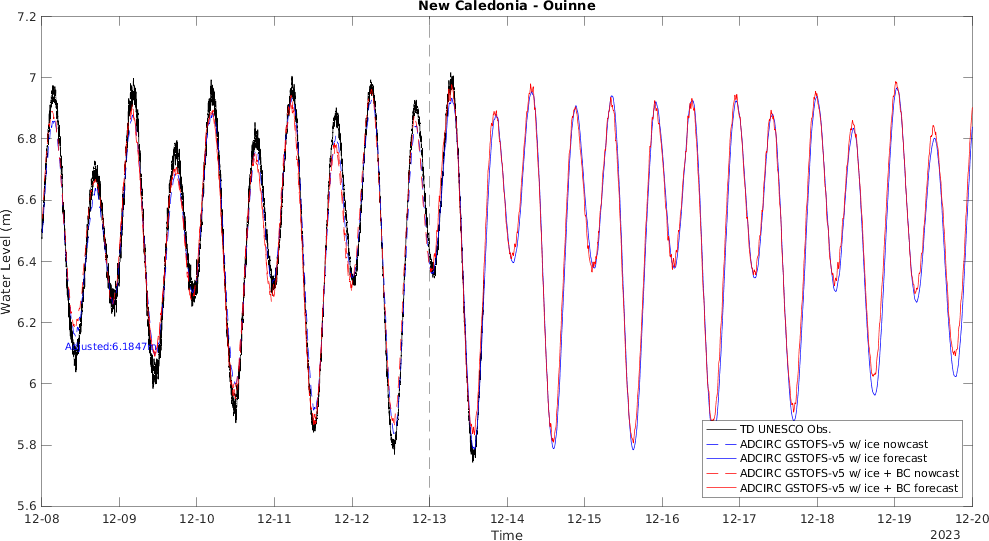 New Caledonia - Ouinne
7.2
7
6.8
6.6
6.4
6.2
6
5.8
5.6
Water Level (m)
TD UNESCO Obs.
ADCIRC GSTOFS-v5 w/ ice nowcast
ADCIRC GSTOFS-v5 w/ ice forecast
ADCIRC GSTOFS-v5 w/ ice + BC nowcast
ADCIRC GSTOFS-v5 w/ ice + BC forecast
12-08 12-09 12-10 12-11 12-12 12-13 12-14 12-15 12-16 12-17 12-18 12-19 12-20
Time
2023